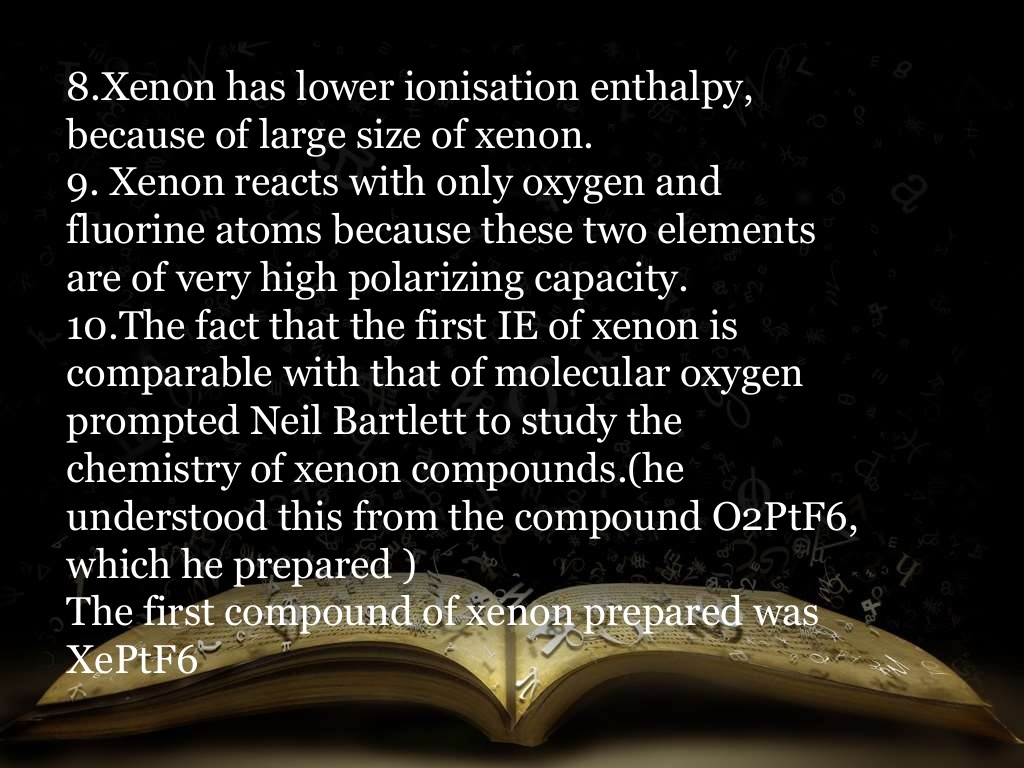 8.Xenon has lower ionisation enthalpy,
because of large size of xenon.
9. Xenon reacts with only oxygen and
fluorine atoms because these two elements
are of very high polarizing capacity.
10.The fact that the first IE of xenon is
comparable with that of molecular oxygen
prompted Neil Bartlett to study the
chemistry of xenon compounds.(he
understood this from the compound O2PtF6,
which he prepared )
The first compound of xenon prepared was
XePtF6